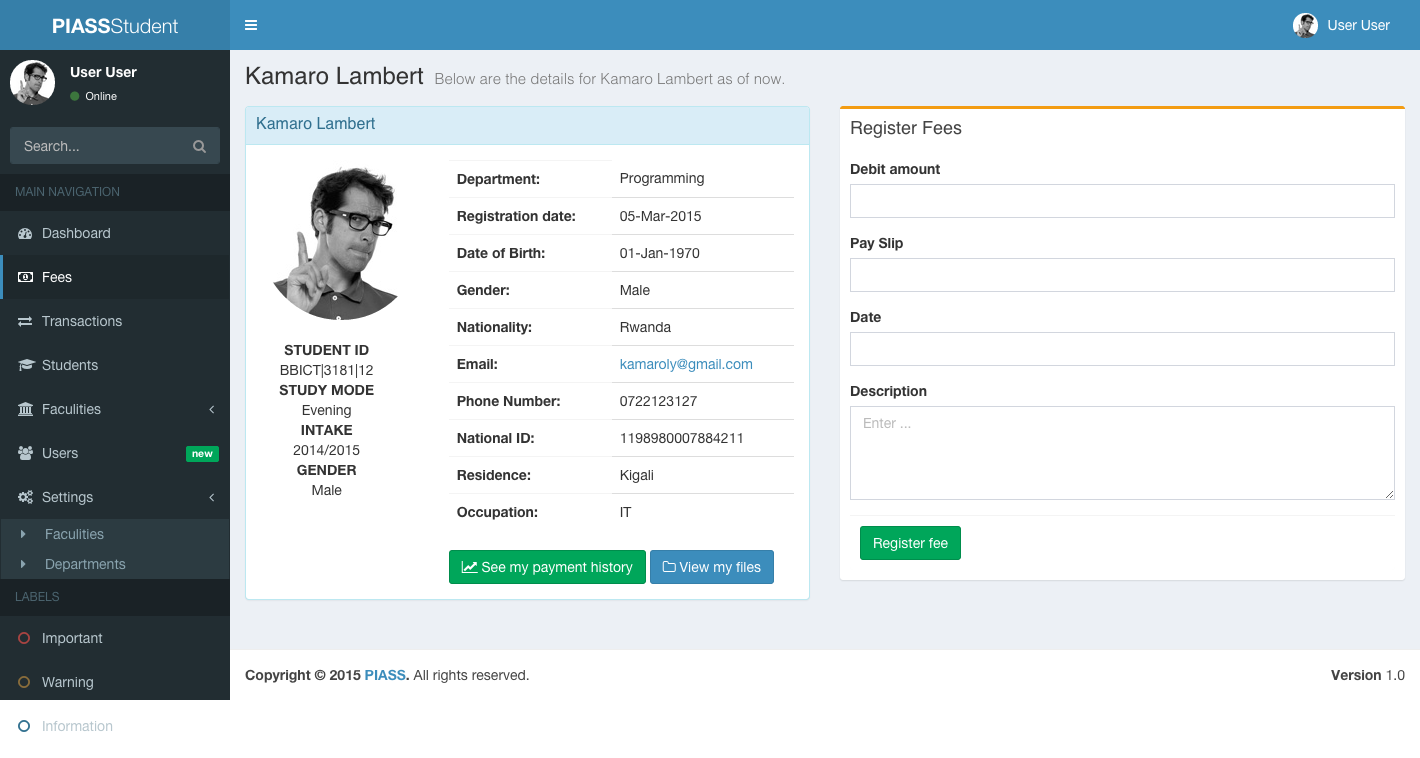 PIASSStudent
User User
User User
Online
Search...
MAIN NAVIGATION
Dashboard
Fees
Transactions
Students
Faculities
Users new
Settings
Faculities
Departments
LABELS
Important
Warning
Information
Kamaro Lambert Below are the details for Kamaro Lambert as of now.
Kamaro Lambert
STUDENT ID
BBICT|3181|12
STUDY MODE
Evening
INTAKE
2014/2015
GENDER
Male
Department: Programming
Registration date: 05-Mar-2015
Date of Birth: 01-Jan-1970
Gender: Male
Nationality: Rwanda
Email: kamaroly@gmail.com
Phone Number: 0722123127
National ID: 1198980007884211
Residence: Kigali
Occupation: IT
See my payment history View my files
Register Fees
Debit amount
Pay Slip
Date
Description
Enter ...
Register fee
Copyright © 2015 PIASS. All rights reserved. Version 1.0